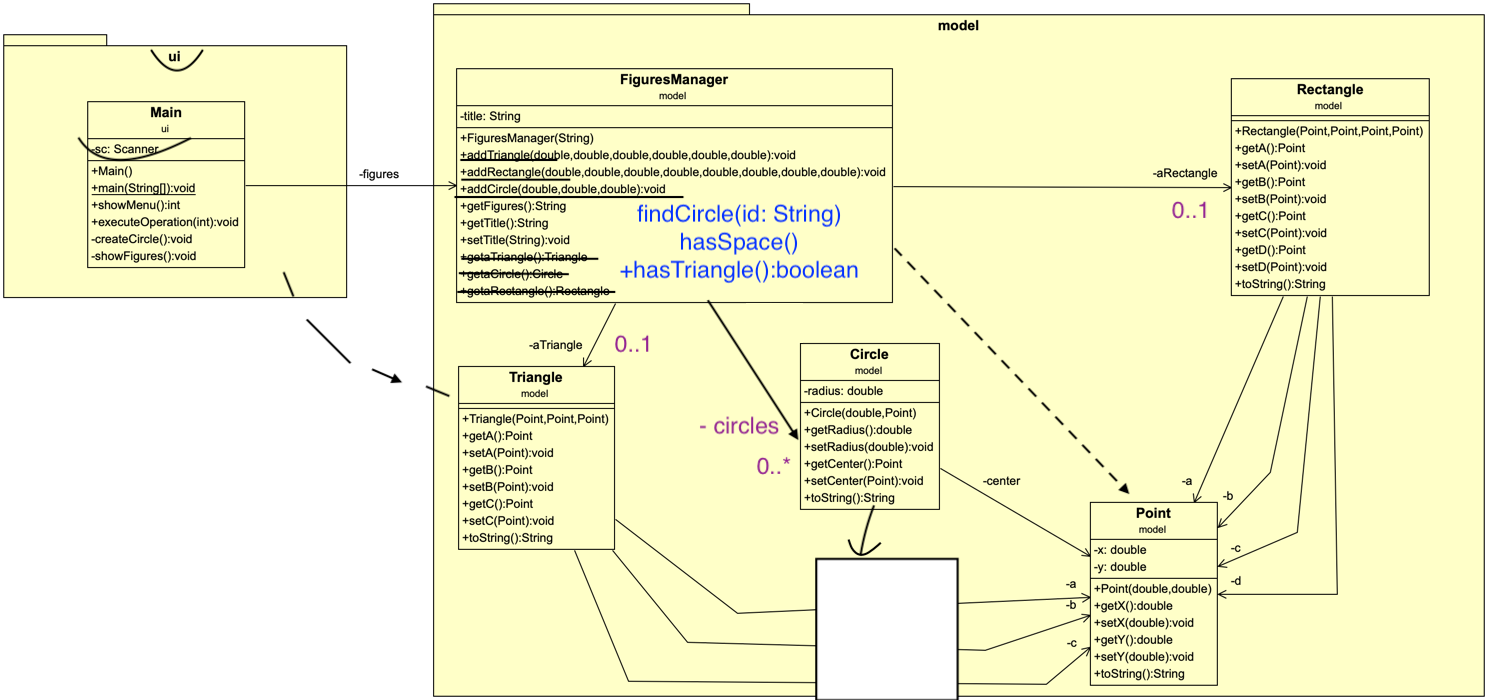 ui
Main
ui
-sc: Scanner
+Main()
+main(String[]):void
+showMenu():int
+executeOperation(int):void
-createCircle():void
-showFigures():void
-figures
model
FiguresManager
model
-title: String
+FiguresManager(String)
+addTriangle(double,double,double,double,double,double):void
+addRectangle(double,double,double,double,double,double,double,double):void
+addCircle(double,double,double):void
+getFigures():String
+getTitle():String
+setTitle(String):void
+getaTriangle():Triangle
+getaCircle():Circle
+getaRectangle():Rectangle
findCircle(id: String)
hasSpace()
+hasTriangle():boolean
-aRectangle
0..1
Rectangle
model
+Rectangle(Point,Point,Point,Point)
+getA():Point
+setA(Point):void
+getB():Point
+setB(Point):void
+getC():Point
+setC(Point):void
+getD():Point
+setD(Point):void
+toString():String
-aTriangle
0..1
Triangle
model
+Triangle(Point,Point,Point)
+getA():Point
+setA(Point):void
+getB():Point
+setB(Point):void
+getC():Point
+setC(Point):void
+toString():String
- circles
0..*
Circle
model
-radius: double
+Circle(double,Point)
+getRadius():double
+setRadius(double):void
+getCenter():Point
+setCenter(Point):void
+toString():String
-center
-a
-b
-c
-d
Point
model
-x: double
-y: double
+Point(double,double)
+getX():double
+setX(double):void
+getY():double
+setY(double):void
+toString():String
-a
-b
-c